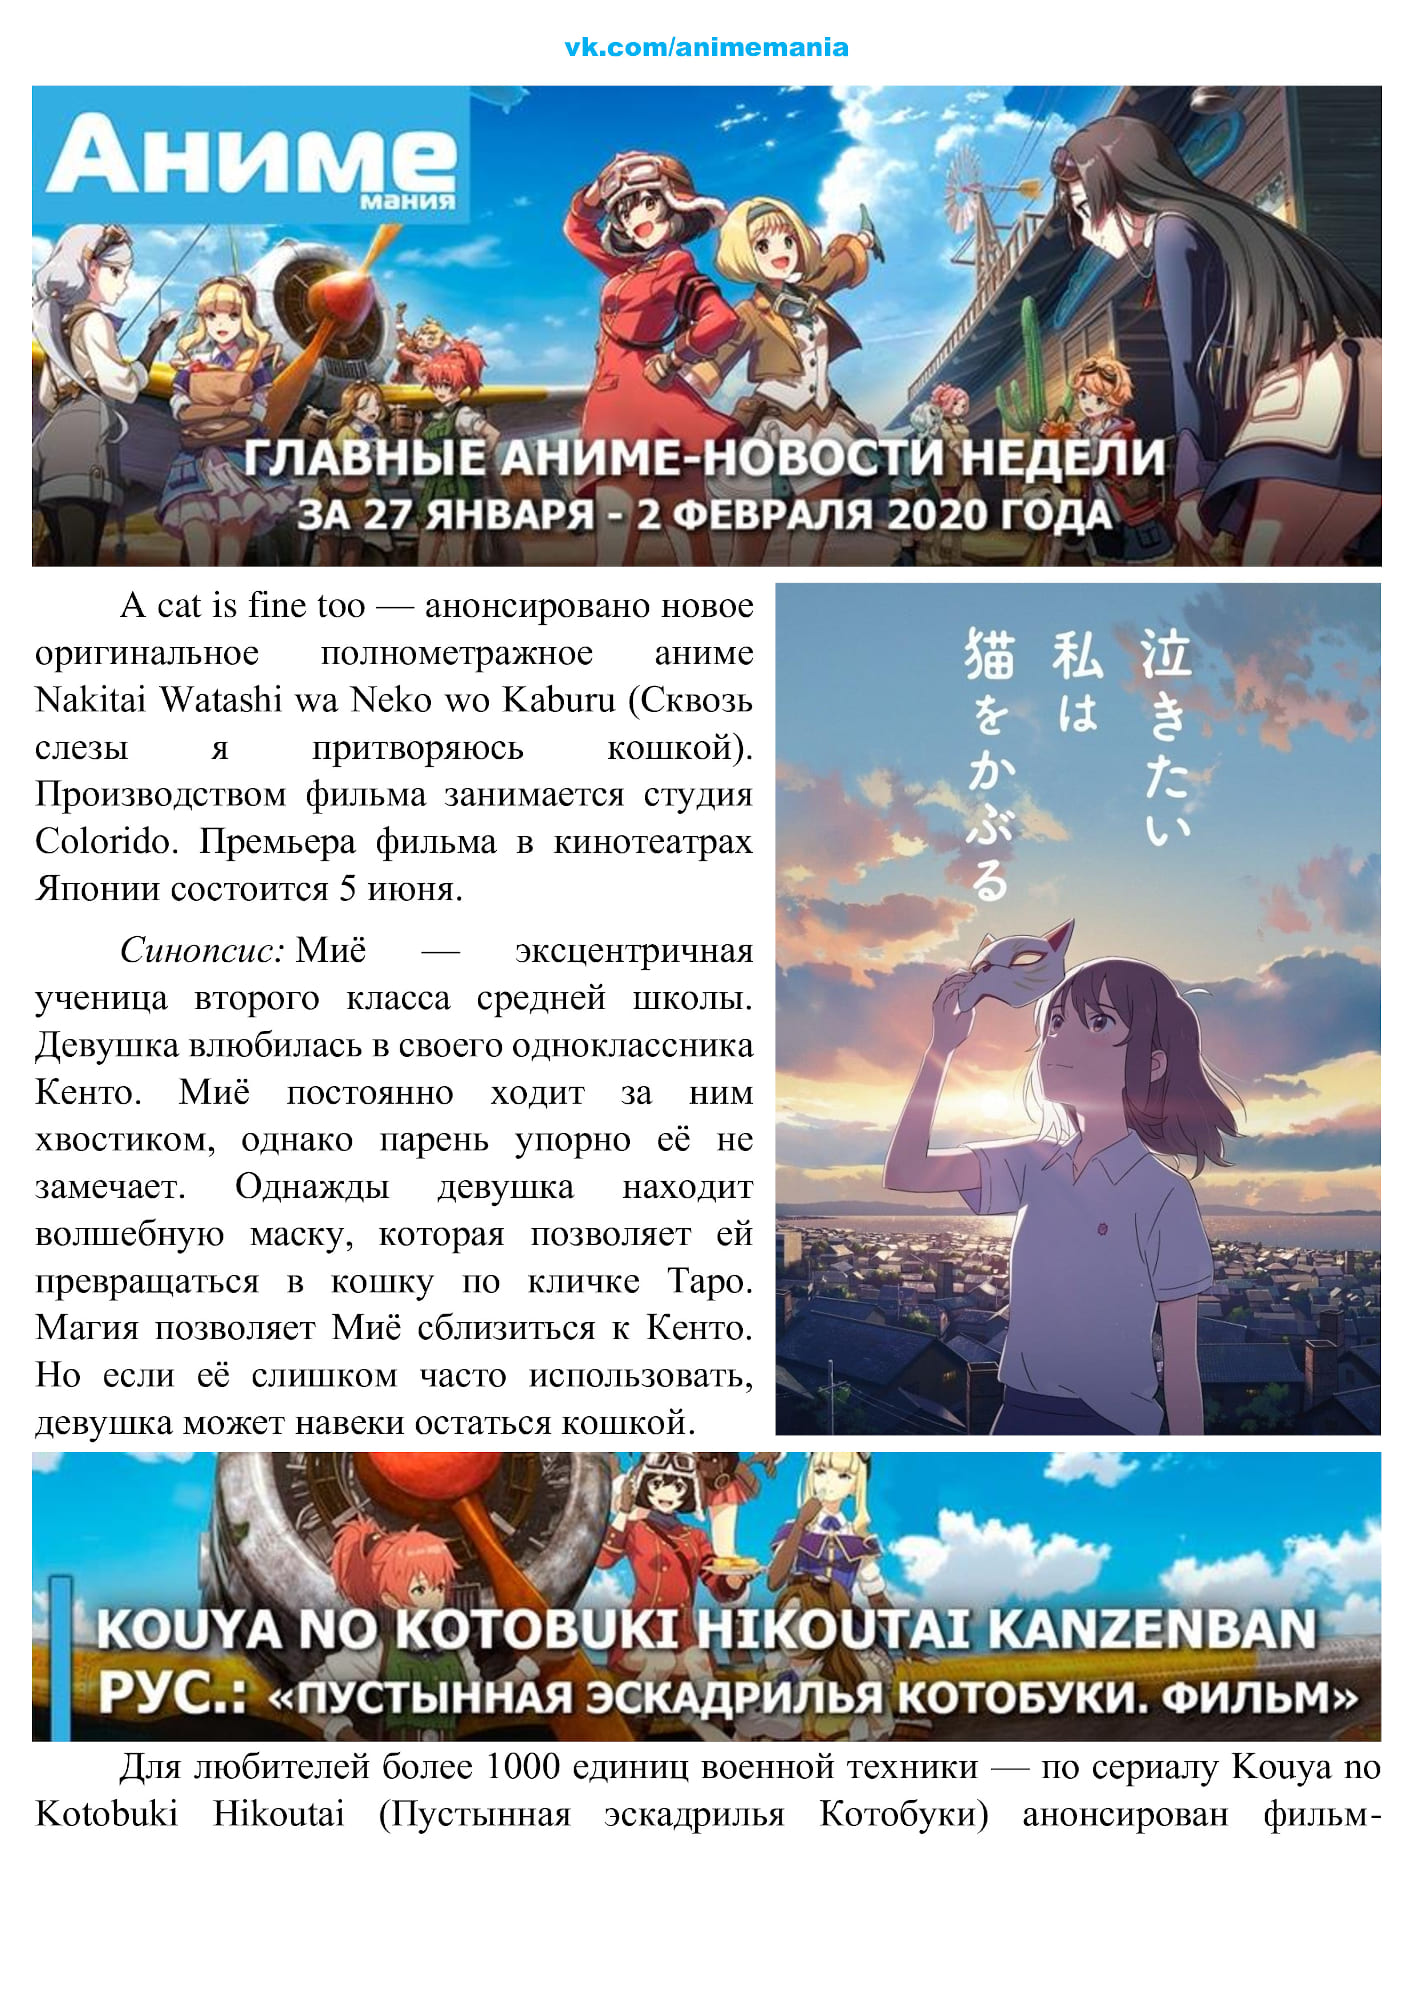 vk.com/animemania
Аниме
мания
ГЛАВНЫЕ АНИМЕ-НОВОСТИ НЕДЕЛИ
ЗА 27 ЯНВАРЯ - 2 ФЕВРАЛЯ 2020 ГОДА
A cat is fine too — анонсировано новое
оригинальное полнометражное аниме
Nakitai Watashi wa Neko wo Kaburu (Сквозь
слезы я притворяюсь кошкой).
Производством фильма занимается студия
Colorido. Премьера фильма в кинотеатрах
Японии состоится 5 июня.
Синопсис: Миё — эксцентричная
ученица второго класса средней школы.
Девушка влюбилась в своего одноклассника
Кенто. Миё постоянно ходит за ним
хвостиком, однако парень упорно её не
замечает. Однажды девушка находит
волшебную маску, которая позволяет ей
превращаться в кошку по кличке Таро.
Магия позволяет Миё сблизиться к Кенто.
Но если её слишком часто использовать,
девушка может навеки остаться кошкой.
泣きたい
私は
猫をかぶる
KOUYA NO KOTOBUKI HIKOUTAI KANZENBAN
РУС.: «ПУСТЫННАЯ ЭСКАДРИЛЬЯ КОТОБУКИ. ФИЛЬМ»
Для любителей более 1000 единиц военной техники — по сериалу Kouya no
Kotobuki Hikoutai (Пустынная эскадрилья Котобуки) анонсирован фильм-